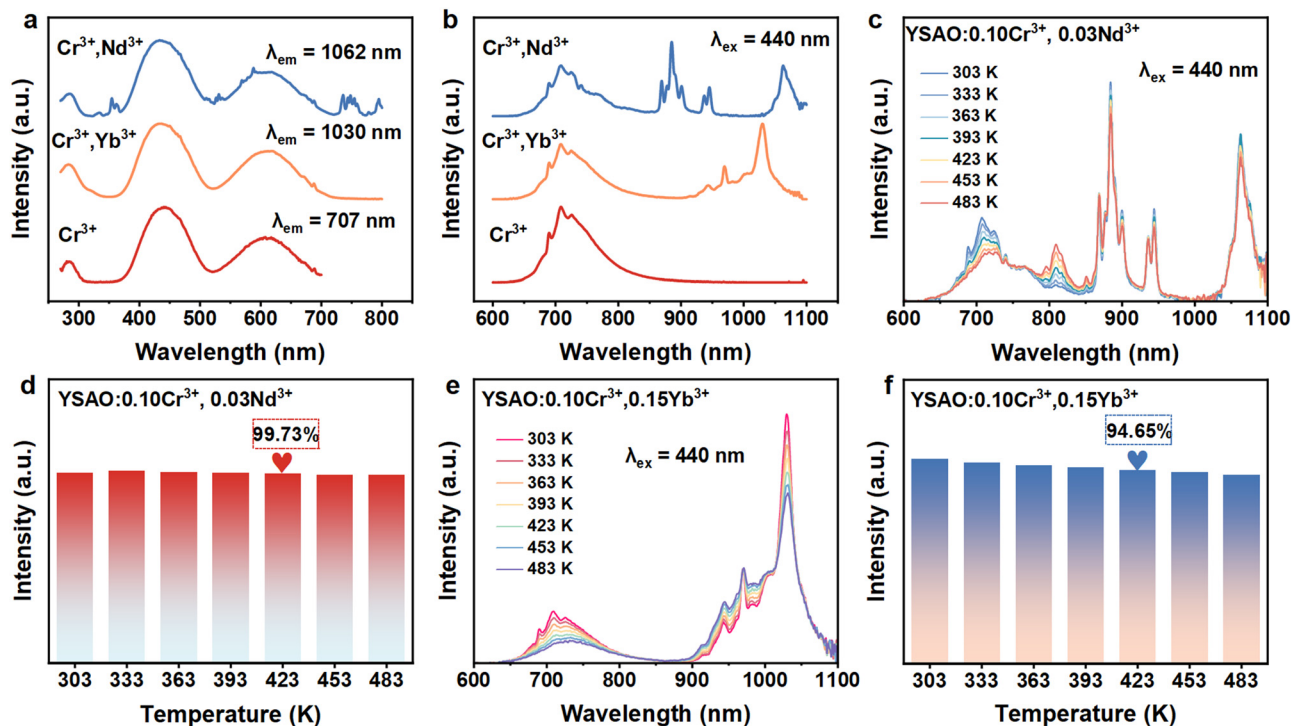 a
Cr³⁺,Nd³⁺
λem = 1062 nm
Cr³⁺,Yb³⁺
λem = 1030 nm
Cr³⁺
λem = 707 nm
Intensity (a.u.)
300 400 500 600 700 800
Wavelength (nm)
b
Cr³⁺,Nd³⁺
λex = 440 nm
Cr³⁺,Yb³⁺
Cr³⁺
Intensity (a.u.)
500 600 700 800 900 1000 1100
Wavelength (nm)
c
YSAO:0.10Cr³⁺, 0.03Nd³⁺
λex = 440 nm
303 K
333 K
363 K
393 K
423 K
453 K
483 K
Intensity (a.u.)
600 700 800 900 1000 1100
Wavelength (nm)
d
YSAO:0.10Cr³⁺, 0.03Nd³⁺
99.73%
Intensity (a.u.)
303 333 363 393 423 453 483
Temperature (K)
e
YSAO:0.10Cr³⁺,0.15Yb³⁺
λex = 440 nm
303 K
333 K
363 K
393 K
423 K
453 K
483 K
Intensity (a.u.)
600 700 800 900 1000 1100
Wavelength (nm)
f
YSAO:0.10Cr³⁺,0.15Yb³⁺
94.65%
Intensity (a.u.)
303 333 363 393 423 453 483
Temperature (K)